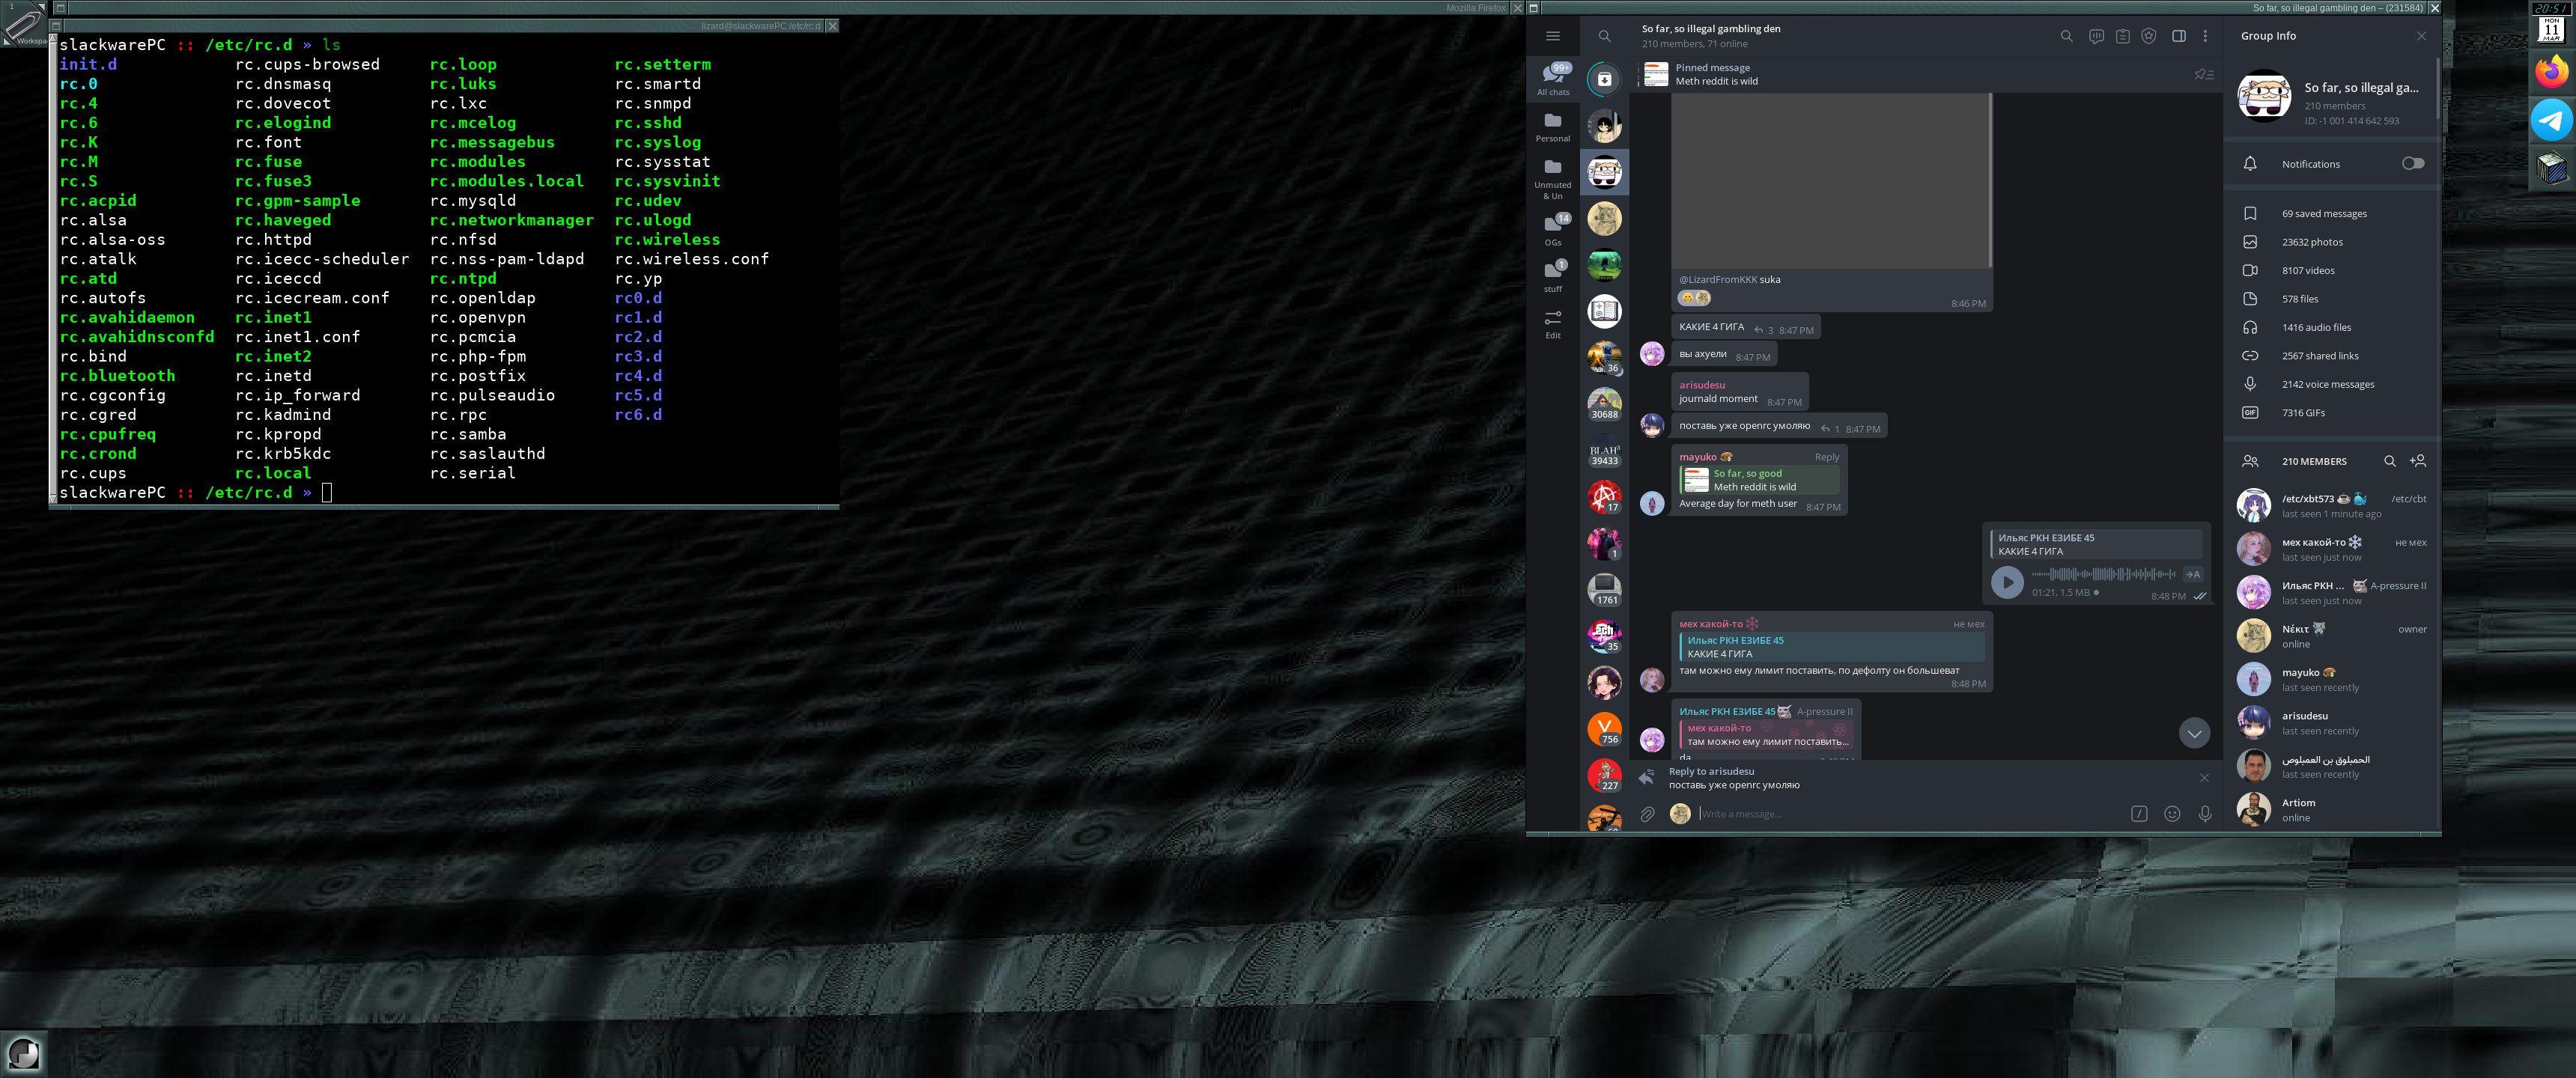 1
Workspa
Mozilla Firefox
lizard@slackwarePC:/etc/rc.d
slackwarePC :: /etc/rc.d » ls
init.d rc.cups-browsed rc.loop rc.setterm
rc.0 rc.dnsmasq rc.luks rc.smartd
rc.4 rc.dovecot rc.lxc rc.snmpd
rc.6 rc.elogind rc.mcelog rc.sshd
rc.K rc.font rc.messagebus rc.syslog
rc.M rc.fuse rc.modules rc.sysstat
rc.S rc.fuse3 rc.modules.local rc.sysvinit
rc.acpid rc.gpm-sample rc.mysqld rc.udev
rc.alsa rc.haveged rc.networkmanager rc.ulogd
rc.alsa-oss rc.httpd rc.nfsd rc.wireless
rc.atalk rc.icecc-scheduler rc.nss-pam-ldapd rc.wireless.conf
rc.atd rc.iceccd rc.ntpd rc.yp
rc.autofs rc.icecream.conf rc.openldap rc0.d
rc.avahidaemon rc.inet1 rc.openvpn rc1.d
rc.avahidnsconfd rc.inet1.conf rc.pcmcia rc2.d
rc.bind rc.inet2 rc.php-fpm rc3.d
rc.bluetooth rc.inetd rc.postfix rc4.d
rc.cgconfig rc.ip_forward rc.pulseaudio rc5.d
rc.cgred rc.kadmind rc.rpc rc6.d
rc.cpufreq rc.kpropd rc.samba
rc.crond rc.krb5kdc rc.saslauthd
rc.cups rc.local rc.serial
slackwarePC :: /etc/rc.d »
So far, so illegal gambling den – (231584)
99+
All chats
Personal
Unmuted
& Un
14
OGs
1
stuff
Edit
36
30688
BLAH³
39433
17
1
1761
35
756
227
So far, so illegal gambling den
210 members, 71 online
Pinned message
Meth reddit is wild
@LizardFromKKK suka
8:46 PM
КАКИЕ 4 ГИГА 3 8:47 PM
вы ахуели 8:47 PM
arisudesu
journald moment 8:47 PM
поставь уже openrc умоляю 1 8:47 PM
mayuko Reply
So far, so good
Meth reddit is wild
Average day for meth user 8:47 PM
Ильяс РКН ЕЗИБЕ 45
КАКИЕ 4 ГИГА
→A
01:21, 1.5 MB 8:48 PM
мех какой-то не мех
Ильяс РКН ЕЗИБЕ 45
КАКИЕ 4 ГИГА
там можно ему лимит поставить, по дефолту он большеват
8:48 PM
Ильяс РКН ЕЗИБЕ 45 A-pressure II
мех какой-то
там можно ему лимит поставить...
da
Reply to arisudesu
поставь уже openrc умоляю
Write a message...
Group Info
So far, so illegal ga...
210 members
ID: -1 001 414 642 593
Notifications
69 saved messages
23632 photos
8107 videos
578 files
1416 audio files
2567 shared links
2142 voice messages
GIF 7316 GIFs
210 MEMBERS
/etc/xbt573 /etc/cbt
last seen 1 minute ago
мех какой-то не мех
last seen just now
Ильяс РКН ... A-pressure II
last seen just now
Νέκιτ owner
online
mayuko
last seen recently
arisudesu
last seen recently
الحمبلوق بن العمبلوص
last seen recently
Artiom
online
20:51
MON
11
MAR